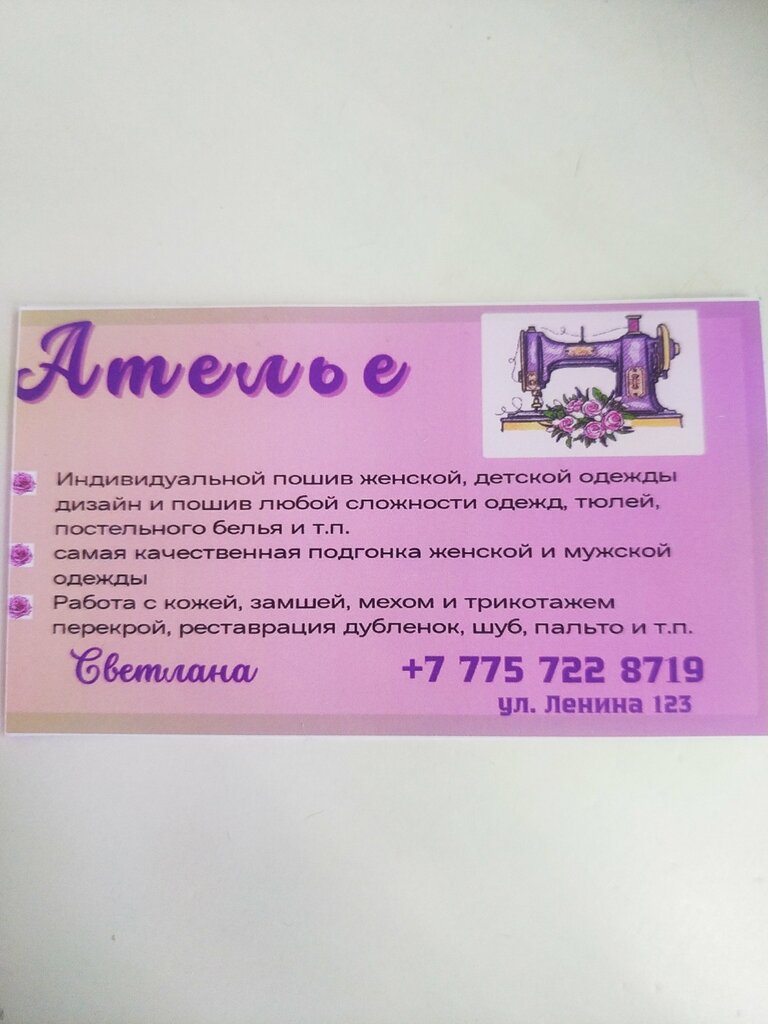 Ателье
Индивидуальной пошив женской, детской одежды
дизайн и пошив любой сложности одежд, тюлей,
постельного белья и т.п.
самая качественная подгонка женской и мужской
одежды
Работа с кожей, замшей, мехом и трикотажем
перекрой, реставрация дубленок, шуб, пальто и т.п.
Светлана
+7 775 722 8719
ул. Ленина 123